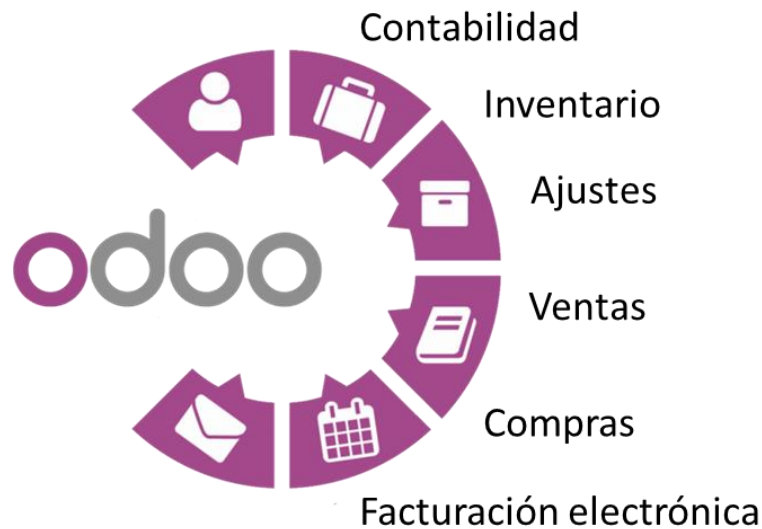 Contabilidad
Inventario
Ajustes
odoo
Ventas
Compras
Facturación electrónica